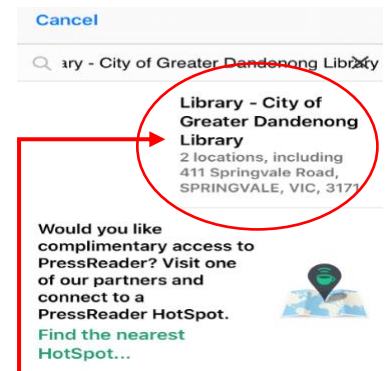 Cancel
ary - City of Greater Dandenong Library
Library - City of
Greater Dandenong
Library
2 locations, including
411 Springvale Road,
SPRINGVALE, VIC, 3171
Would you like
complimentary access to
PressReader? Visit one
of our partners and
connect to a
PressReader HotSpot.
Find the nearest
HotSpot...